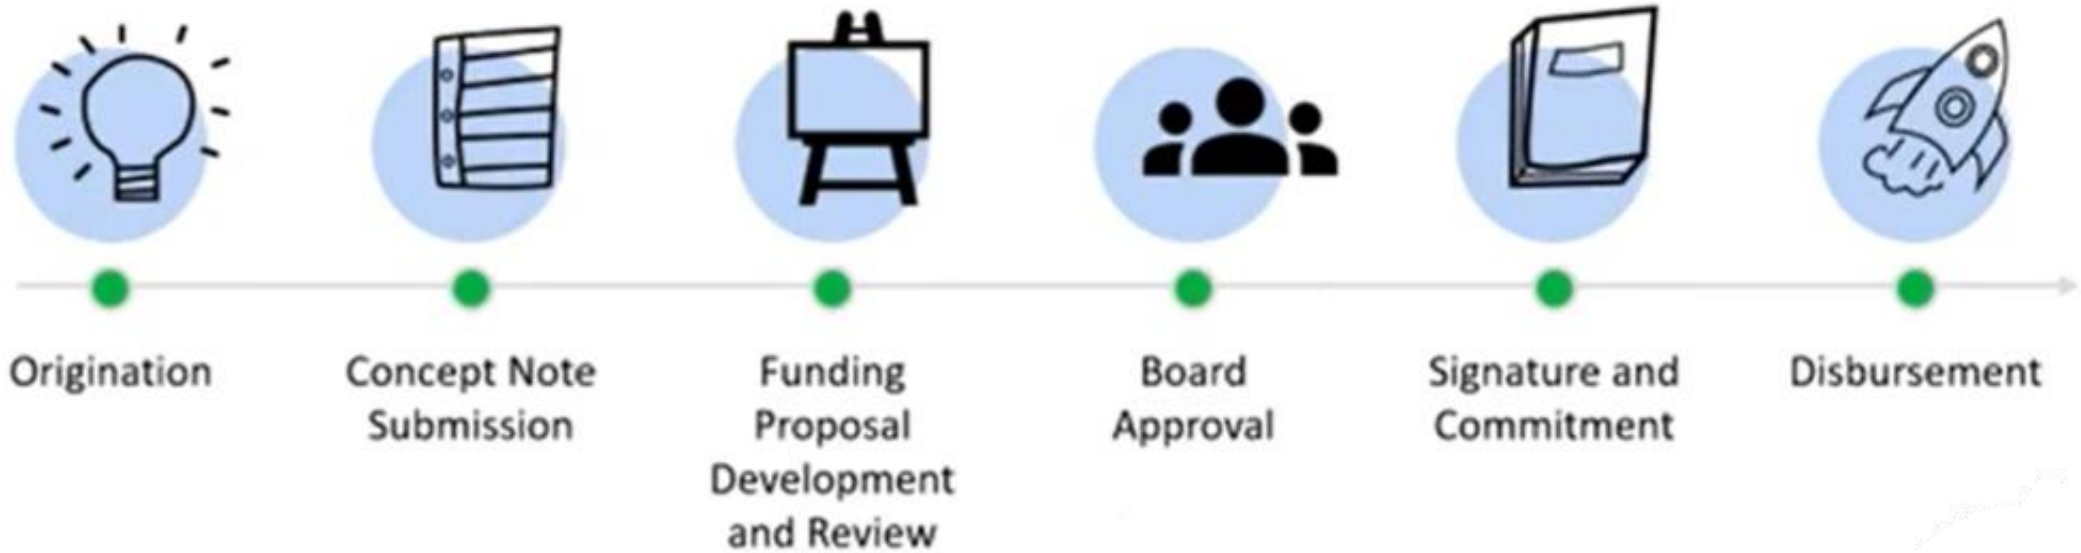 Origination
Concept Note
Submission
Funding
Proposal
Development
and Review
Board
Approval
Signature and
Commitment
Disbursement